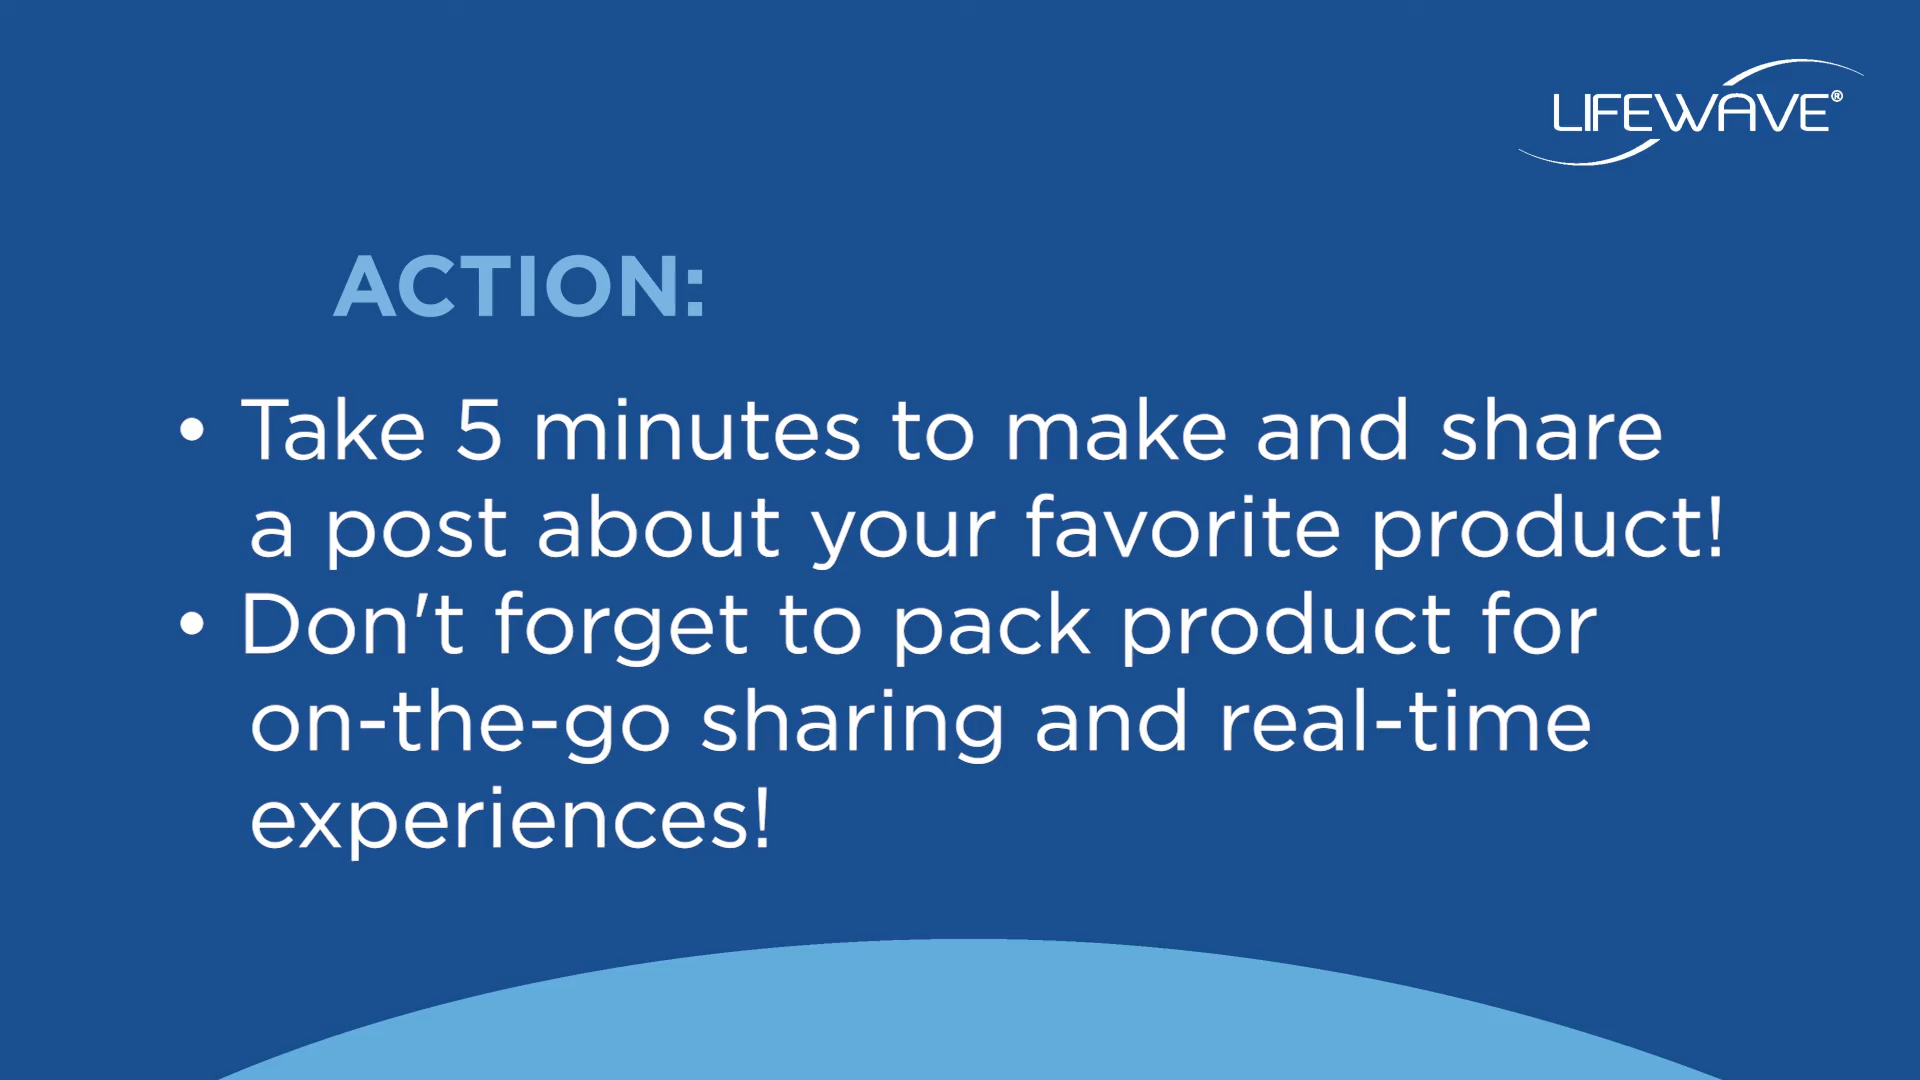 LIFEWAVE®
ACTION:
• Take 5 minutes to make and share
a post about your favorite product!
• Don't forget to pack product for
on-the-go sharing and real-time
experiences!